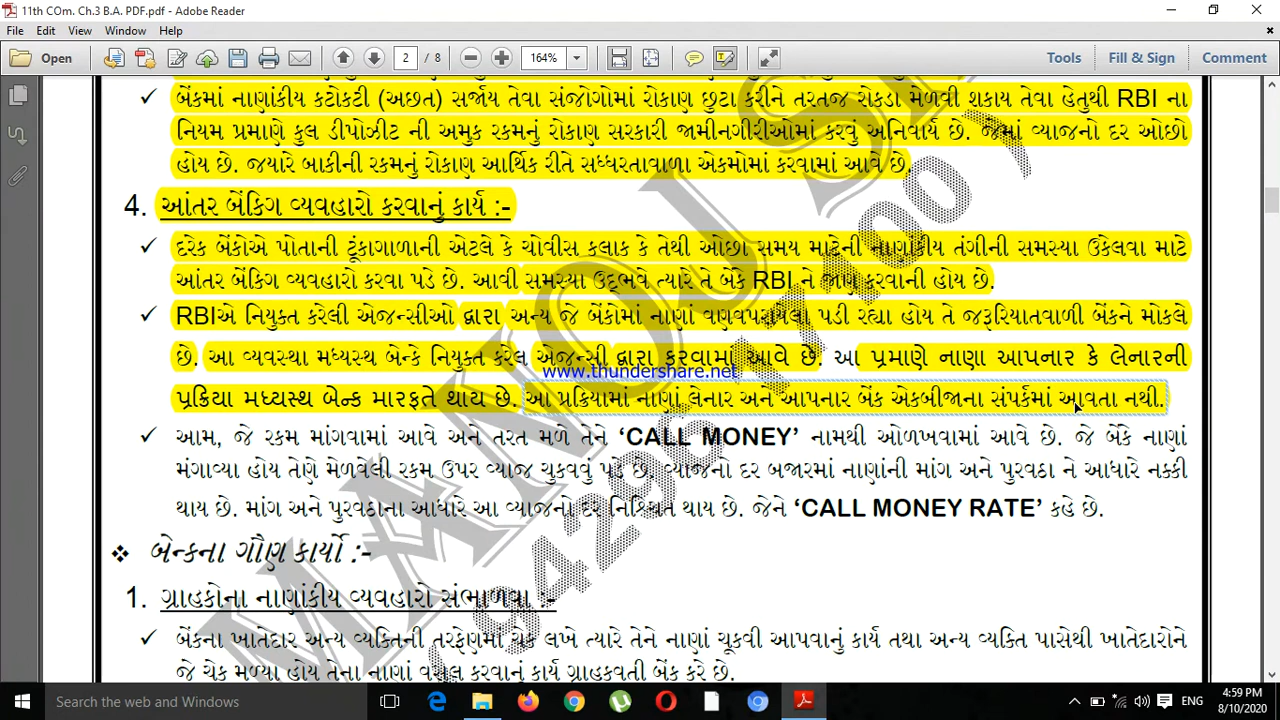 11th COm. Ch.3 B.A. PDF.pdf - Adobe Reader
File Edit View Window Help
Open 2 / 8 164% Tools Fill & Sign Comment
બેંકમાં નાણાંકીય કટોકટી (અછત) સર્જાય તેવા સંજોગોમાં રોકાણ છુટા કરીને તરતજ રોકડા મેળવી શકાય તેવા હેતુથી RBI ના
નિયમ પ્રમાણે કુલ ડીપોઝીટ ની અમુક રકમનું રોકાણ સરકારી જામીનગીરીઓમાં કરવુ અનિવાર્ય છે. જેમાં વ્યાજનો દર ઓછો
હોય છે. જયારે બાકીની રકમનું રોકાણ આર્થિક રીતે સધ્ધરતાવાળા એકમોમાં કરવામાં આવે છે.
4. આંતર બેંકિગ વ્યવહારો કરવાનું કાર્ય :-
દરેક બેંકોએ પોતાની ટૂંકાગાળાની એટલે કે ચોવીસ કલાક કે તેથી ઓછા સમય માટેની નાણાંકીય તંગીની સમસ્યા ઉકેલવા માટે
આંતર બેંકિગ વ્યવહારો કરવા પડે છે. આવી સમસ્યા ઉદ્ભવે ત્યારે તે બેંકે RBI ને જાણ કરવાની હોય છે.
RBIએ નિયુક્ત કરેલી એજન્સીઓ દ્વારા અન્ય જે બેંકોમાં નાણાં વણવપરાયેલા પડી રહ્યા હોય તે જરૂરિયાતવાળી બેંકને મોકલે
છે. આ વ્યવસ્થા મધ્યસ્થ બેન્કે નિયુક્ત કરેલ એજન્સી દ્વારા કરવામાં આવે છે. આ પ્રમાણે નાણા આપનાર કે લેનારની
www.thundershare.net
પ્રક્રિયા મધ્યસ્થ બેન્ક મારફતે થાય છે. આ પ્રક્રિયામાં નાણાં લેનાર અને આપનાર બેંક એકબીજાના સંપર્કમાં આવતા નથી.
આમ, જે રકમ માંગવામાં આવે અને તરત મળે તેને ‘CALL MONEY’ નામથી ઓળખવામાં આવે છે. જે બેંકે નાણાં
મંગાવ્યા હોય તેણે મેળવેલી રકમ ઉપર વ્યાજ ચુકવવું પડે છે. વ્યાજનો દર બજારમાં નાણાંની માંગ અને પુરવઠા ને આધારે નક્કી
થાય છે. માંગ અને પુરવઠાના આધારે આ વ્યાજનો દર નિશ્ચિત થાય છે. જેને ‘CALL MONEY RATE’ કહે છે.
બેન્કના ગૌણ કાર્યો :-
1. ગ્રાહકોના નાણાંકીય વ્યવહારો સંભાળવા :-
બેંકના ખાતેદાર અન્ય વ્યક્તિની તરફેણમાં ચેક લખે ત્યારે તેને નાણાં ચૂકવી આપવાનું કાર્ય તથા અન્ય વ્યક્તિ પાસેથી ખાતેદારોને
જે ચેક મળ્યા હોય તેના નાણાં વસુલ કરવાનું કાર્ય ગ્રાહકવતી બેંક કરે છે.
Search the web and Windows
ENG
4:59 PM
8/10/2020